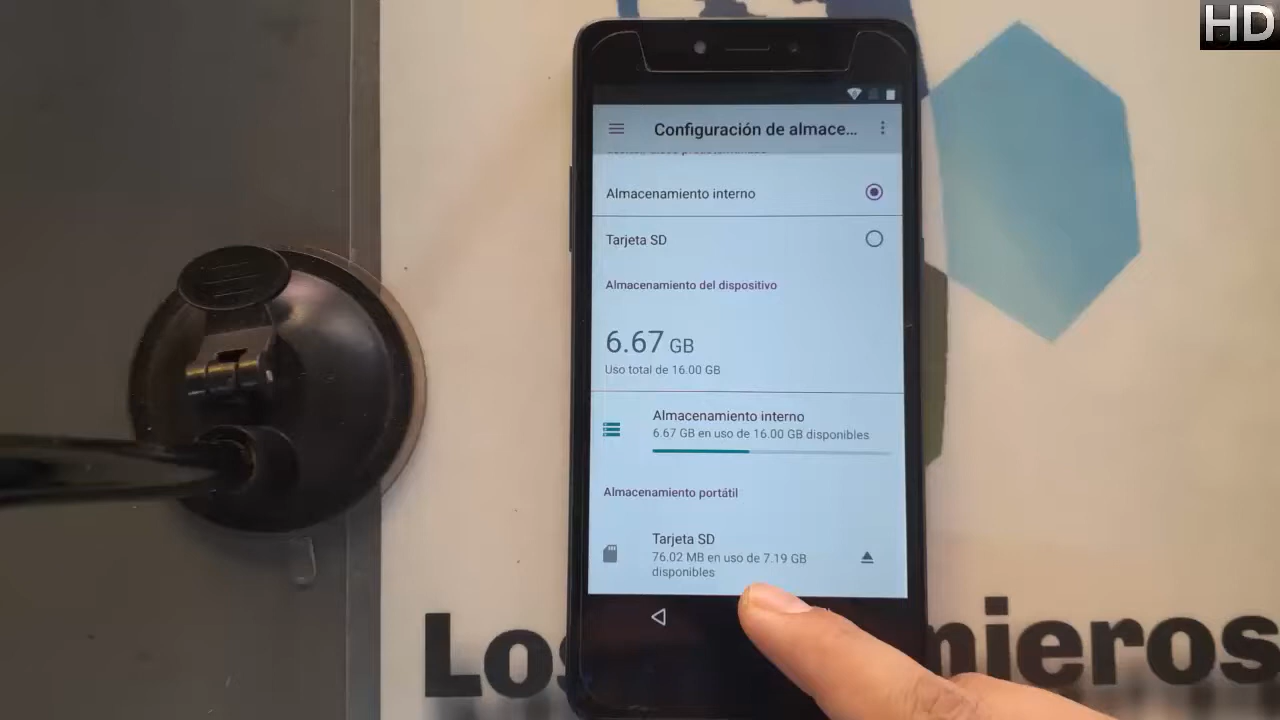 HD
Configuración de almace...
Almacenamiento interno
Tarjeta SD
Almacenamiento del dispositivo
6.67 GB
Uso total de 16.00 GB
Almacenamiento interno
6.67 GB en uso de 16.00 GB disponibles
Almacenamiento portátil
Tarjeta SD
76.02 MB en uso de 7.19 GB
disponibles